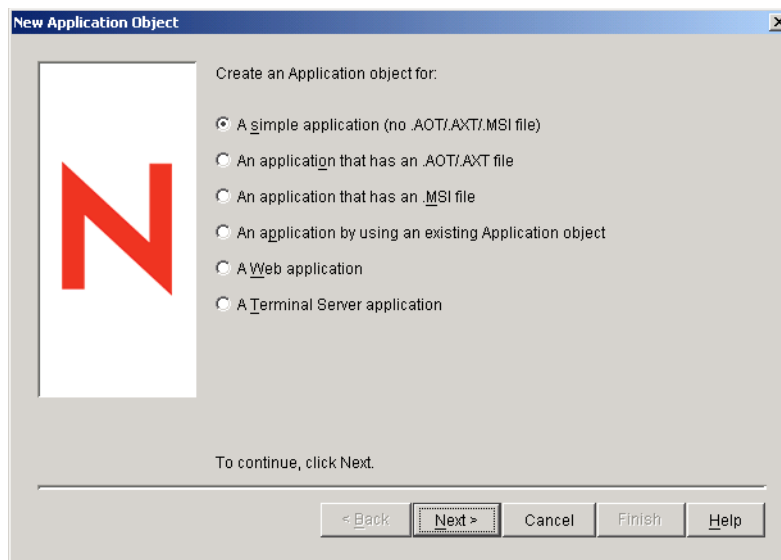 New Application Object
Create an Application object for:
A simple application (no .AOT/.AXT/.MSI file)
An application that has an .AOT/.AXT file
An application that has an .MSI file
An application by using an existing Application object
A Web application
A Terminal Server application
To continue, click Next.
< Back Next > Cancel Finish Help